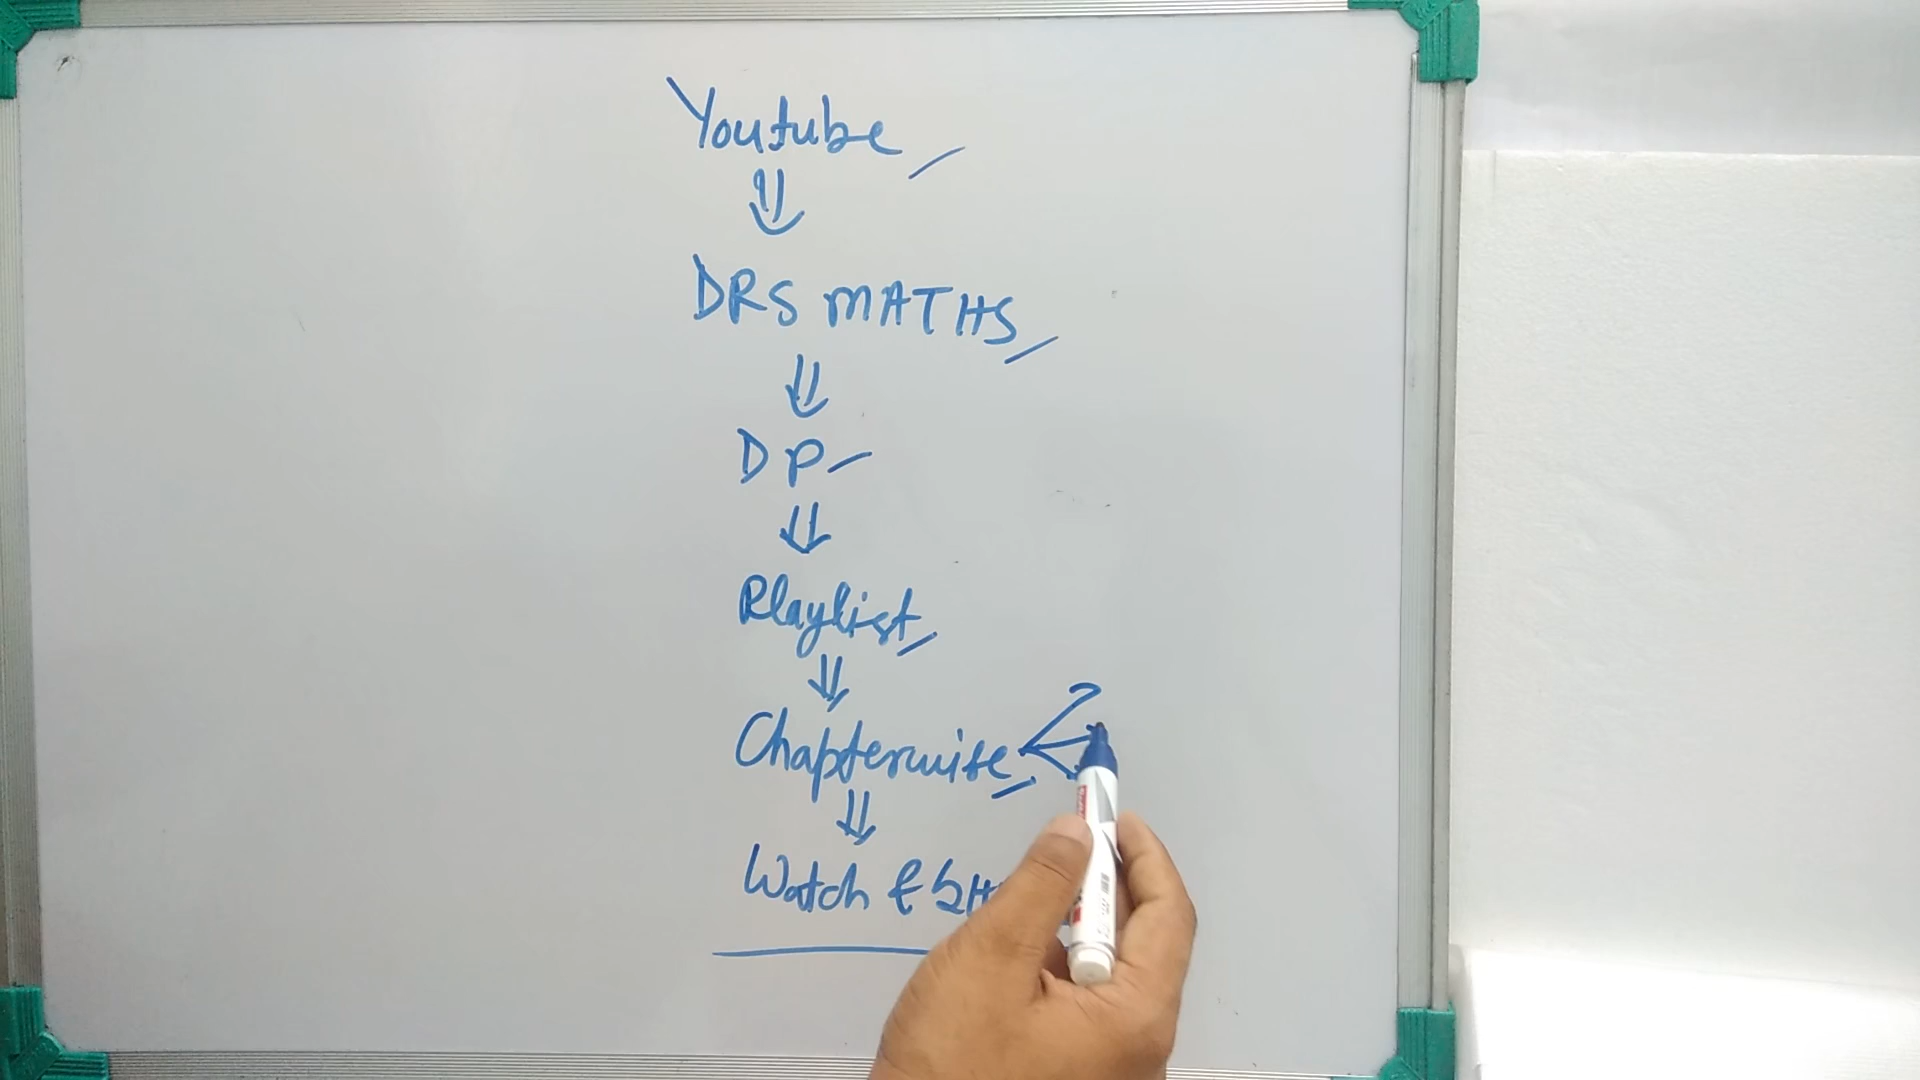 Youtube
⇓
DRS MATHS
⇓
DP
⇓
Playlist
⇓
Chapterwise
⇓
Watch &